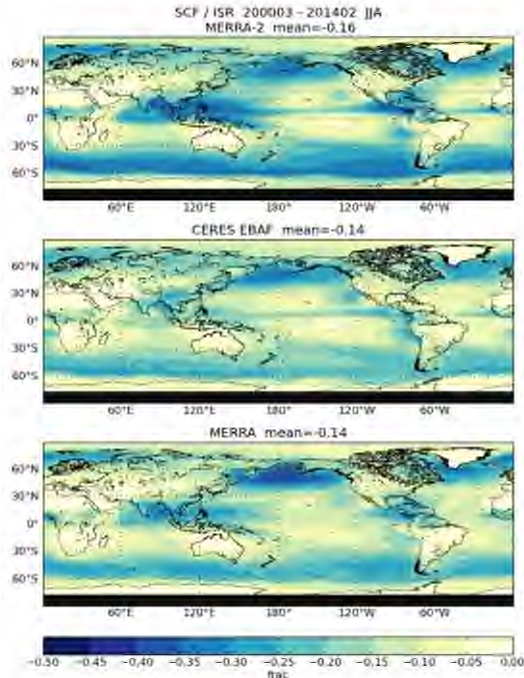 SCF / ISR 200003 - 201402 JJA
MERRA-2 mean=-0.16
60°N
30°N
0°
30°S
60°S
60°E 120°E 180° 120°W 60°W
CERES EBAF mean=-0.14
60°N
30°N
0°
30°S
60°S
60°E 120°E 180° 120°W 60°W
MERRA mean=-0.14
60°N
30°N
0°
30°S
60°S
60°E 120°E 180° 120°W 60°W
−0.50 −0.45 −0.40 −0.35 −0.30 −0.25 −0.20 −0.15 −0.10 −0.05 0.00
frac